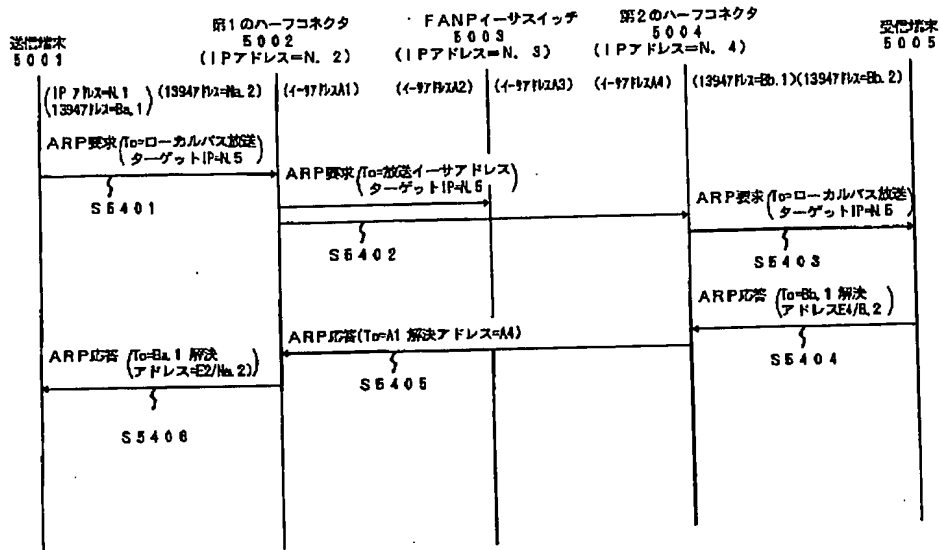 送信端末
5001
第1のハーフコネクタ
5002
(IPアドレス=N. 2)
FANPイーサスイッチ
5003
(IPアドレス=N. 3)
第2のハーフコネクタ
5004
(IPアドレス=N. 4)
受信端末
5005
(IPアドレス=N.1
13947ドレス=Ba.1)
(13947ドレス=Na.2)
(イーサアドレスA1)
(イーサアドレスA2)
(イーサアドレスA3)
(イーサアドレスA4)
(13947ドレス=Bb.1)
(13947ドレス=Bb.2)
ARP要求(To=ローカルバス放送
ターゲットIP=N.5)
S5401
ARP要求(To=放送イーサアドレス
ターゲットIP=N.5)
S5402
ARP要求(To=ローカルバス放送
ターゲットIP=N.5)
S5403
ARP応答(To=Bb.1 解決
アドレスE4/B.2)
S5404
ARP応答(To=A1 解決アドレス=A4)
S5405
ARP応答(To=Ba.1 解決
アドレス=E2/Na.2))
S5406